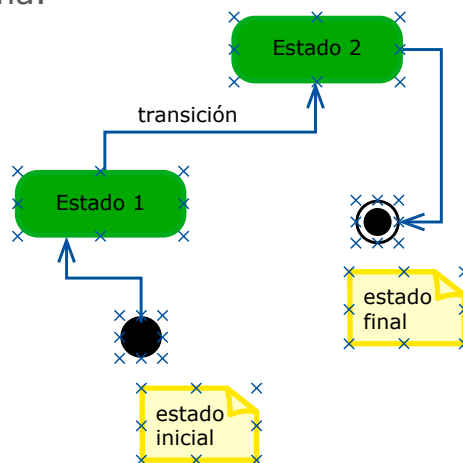 Estado 2
transición
Estado 1
estado
final
estado
inicial